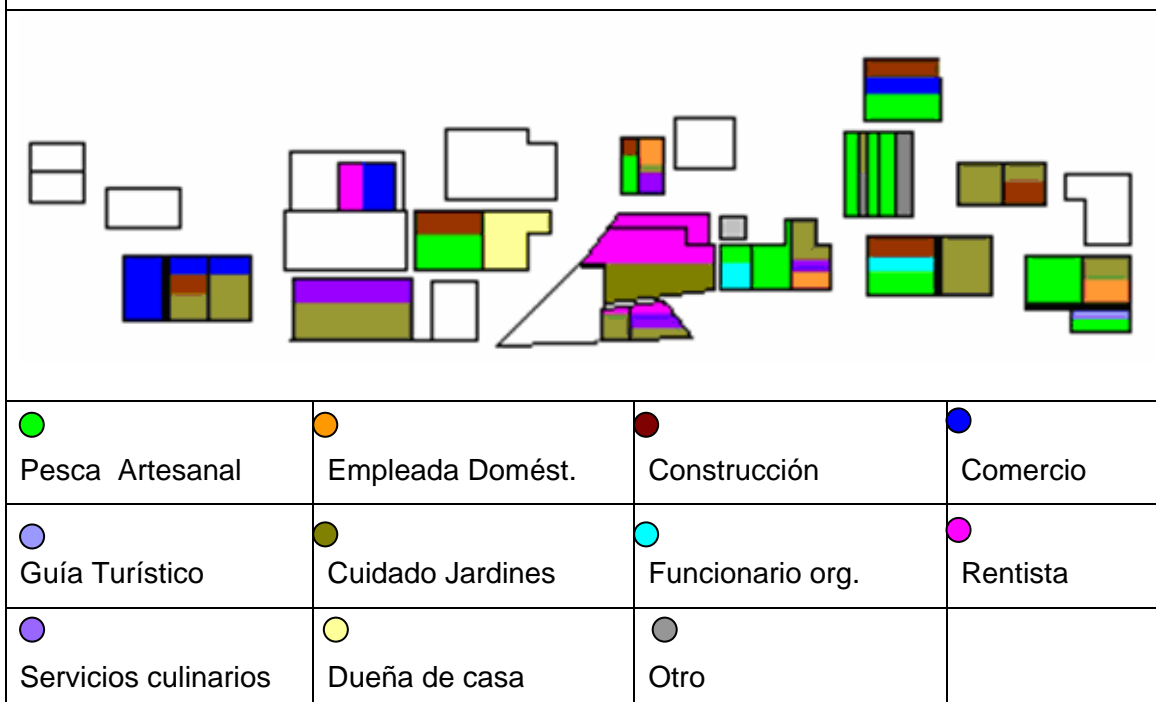 Pesca Artesanal
Empleada Domést.
Construcción
Comercio
Guía Turístico
Cuidado Jardines
Funcionario org.
Rentista
Servicios culinarios
Dueña de casa
Otro